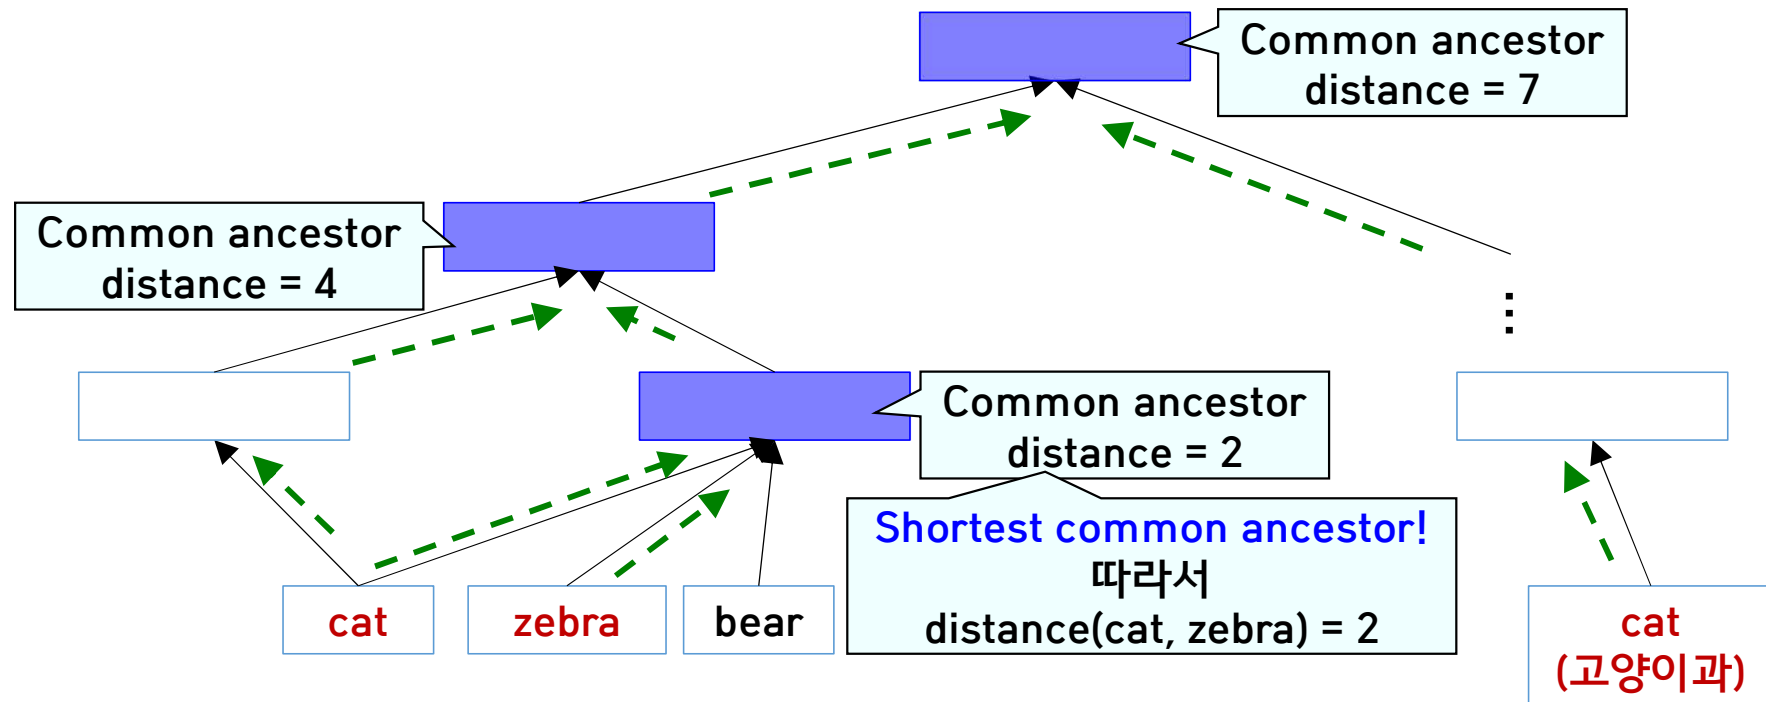 Common ancestor
distance = 7
Common ancestor
distance = 4
Common ancestor
distance = 2
Shortest common ancestor!
따라서
distance(cat, zebra) = 2
cat
zebra
bear
cat
(고양이과)